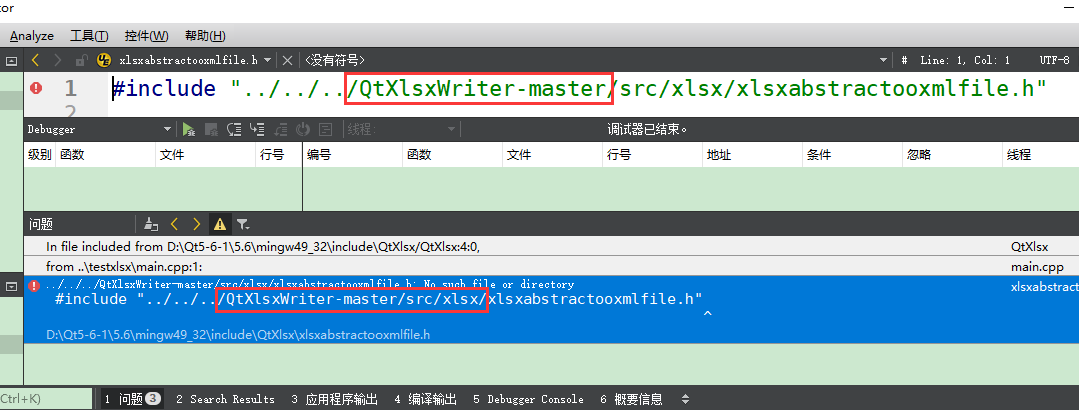 tor
Analyze 工具(T) 控件(W) 帮助(H)
xlsxabstractooxmlfile.h <没有符号> # Line: 1, Col: 1 UTF-8
1 #include "../../../QtXlsxWriter-master/src/xlsx/xlsxabstractooxmlfile.h"
Debugger 线程: 调试器已结束。
级别 函数 文件 行号 编号 函数 文件 行号 地址 条件 忽略 线程
问题
In file included from D:\Qt5-6-1\5.6\mingw49_32\include\QtXlsx/QtXlsx:4:0, QtXlsx
from ..\testxlsx\main.cpp:1: main.cpp
../../../QtXlsxWriter-master/src/xlsx/xlsxabstractooxmlfile.h: No such file or directory xlsxabstract
#include "../../../QtXlsxWriter-master/src/xlsx/xlsxabstractooxmlfile.h"
^
D:\Qt5-6-1\5.6\mingw49_32\include\QtXlsx\xlsxabstractooxmlfile.h
Ctrl+K) 1 问题 3 2 Search Results 3 应用程序输出 4 编译输出 5 Debugger Console 6 概要信息